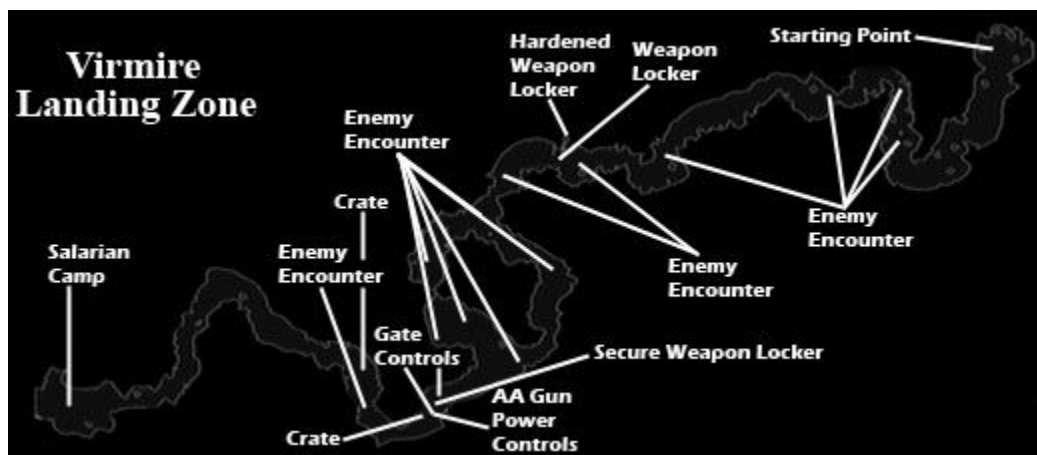 Virmire
Landing Zone
Hardened
Weapon
Locker
Weapon
Locker
Starting Point
Enemy
Encounter
Crate
Salarian
Camp
Enemy
Encounter
Enemy
Encounter
Enemy
Encounter
Gate
Controls
Secure Weapon Locker
AA Gun
Power
Controls
Crate